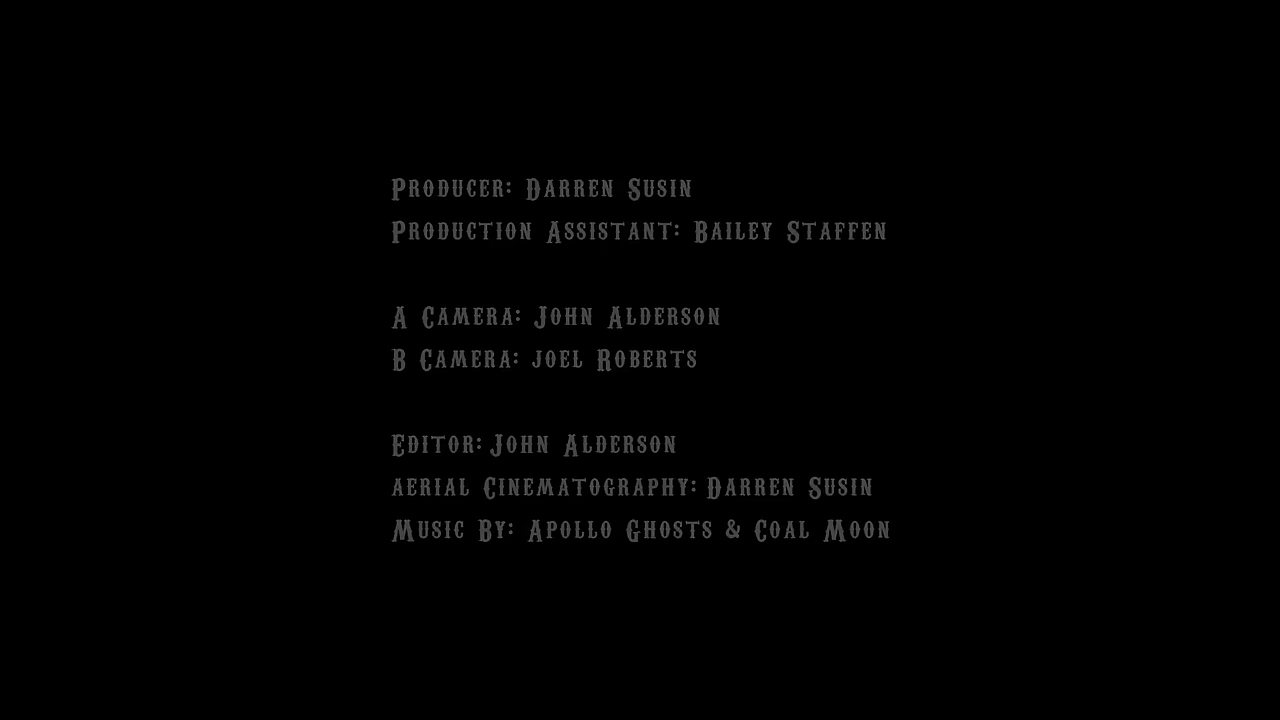 Producer: Darren Susin
Production Assistant: Bailey Staffen
A Camera: John Alderson
B Camera: joel Roberts
Editor: John Alderson
aerial Cinematography: Darren Susin
Music By: Apollo Ghosts & Coal Moon